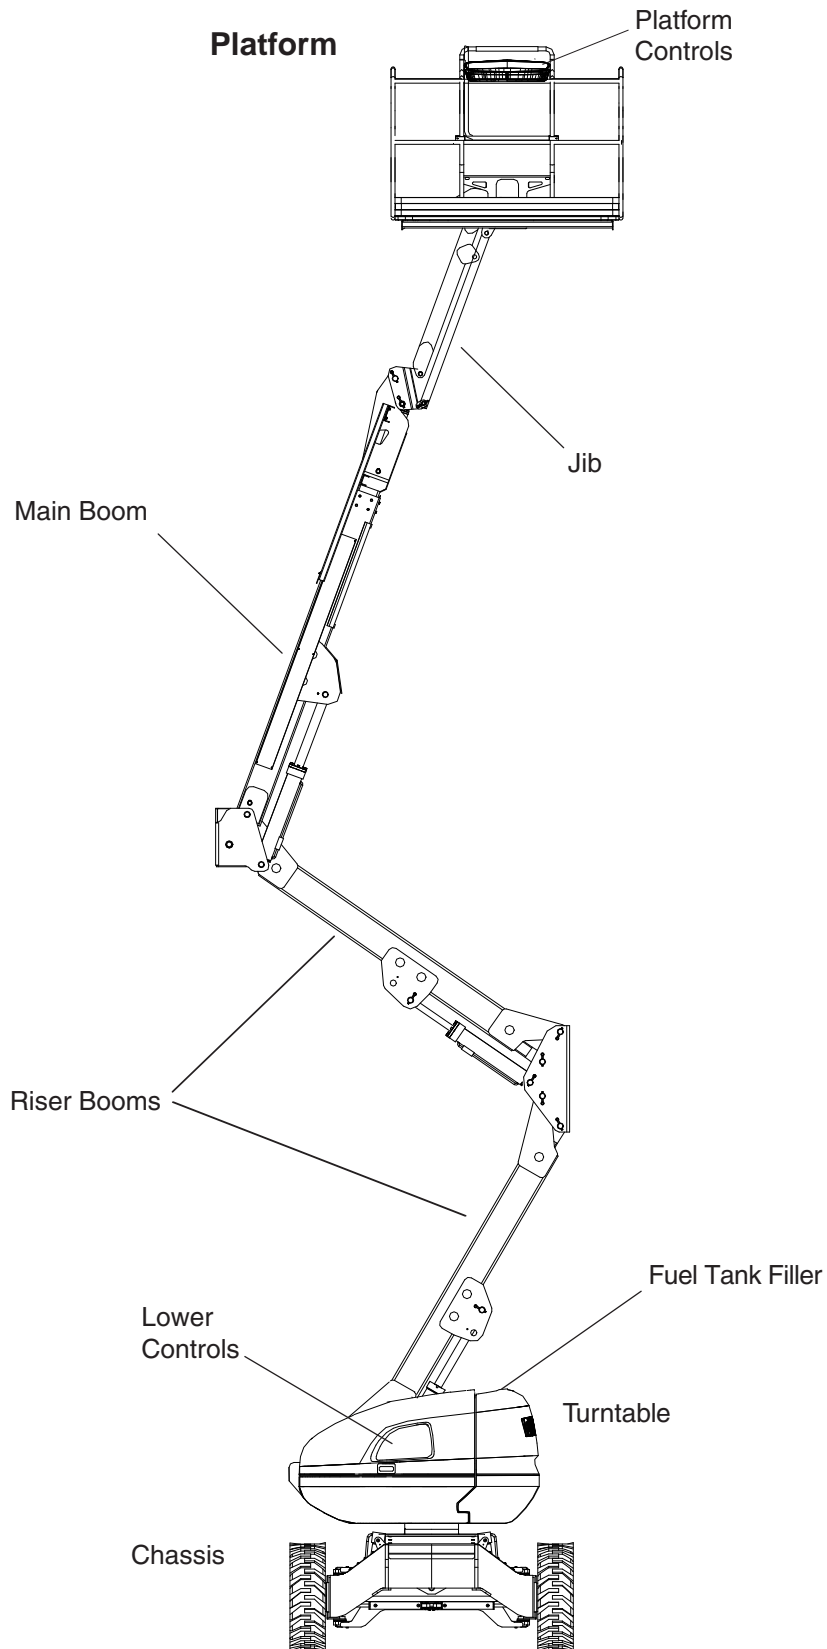 Platform
Platform
Controls
Jib
Main Boom
Riser Booms
Fuel Tank Filler
Lower
Controls
Turntable
Chassis